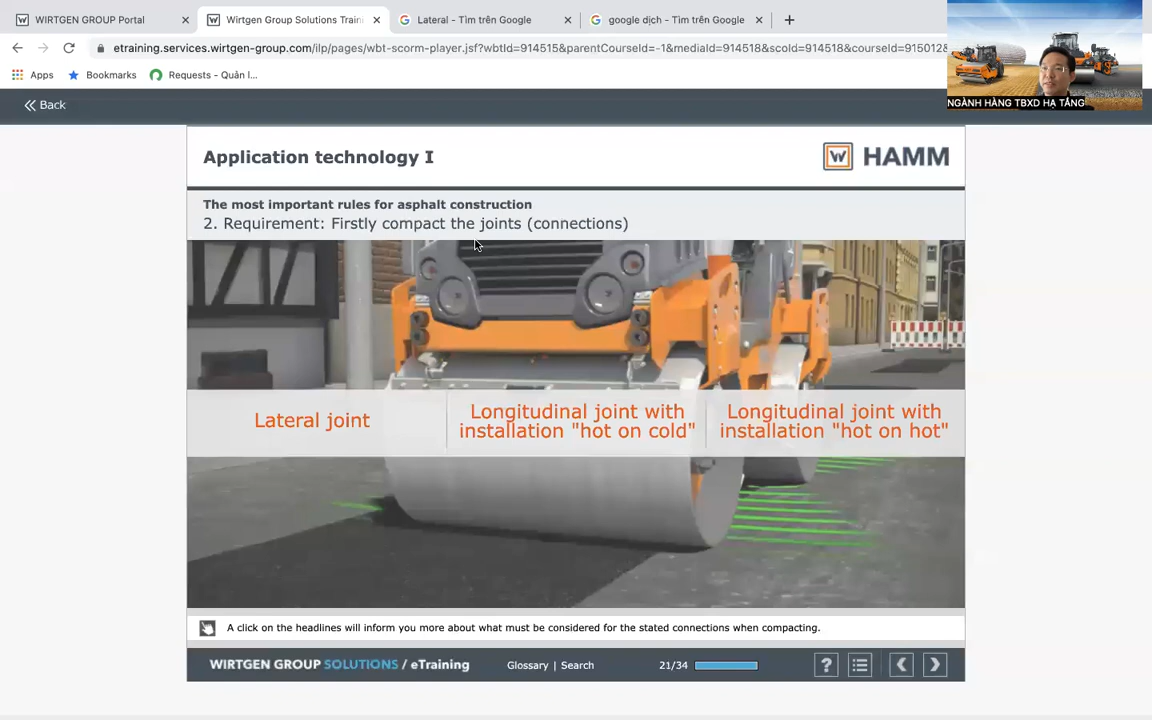 WIRTGEN GROUP Portal
Wirtgen Group Solutions Traini
Lateral - Tìm trên Google
google dịch - Tìm trên Google
etraining.services.wirtgen-group.com/ilp/pages/wbt-scorm-player.jsf?wbtId=914515&parentCourseId=-1&mediaId=914518&scoId=914518&courseId=915012&
Apps
Bookmarks
Requests - Quản l...
NGÀNH HÀNG TBXD HẠ TẦNG
Back
Application technology I
HAMM
The most important rules for asphalt construction
2. Requirement: Firstly compact the joints (connections)
Lateral joint
Longitudinal joint with
installation "hot on cold"
Longitudinal joint with
installation "hot on hot"
A click on the headlines will inform you more about what must be considered for the stated connections when compacting.
WIRTGEN GROUP SOLUTIONS / eTraining
Glossary | Search
21/34
?